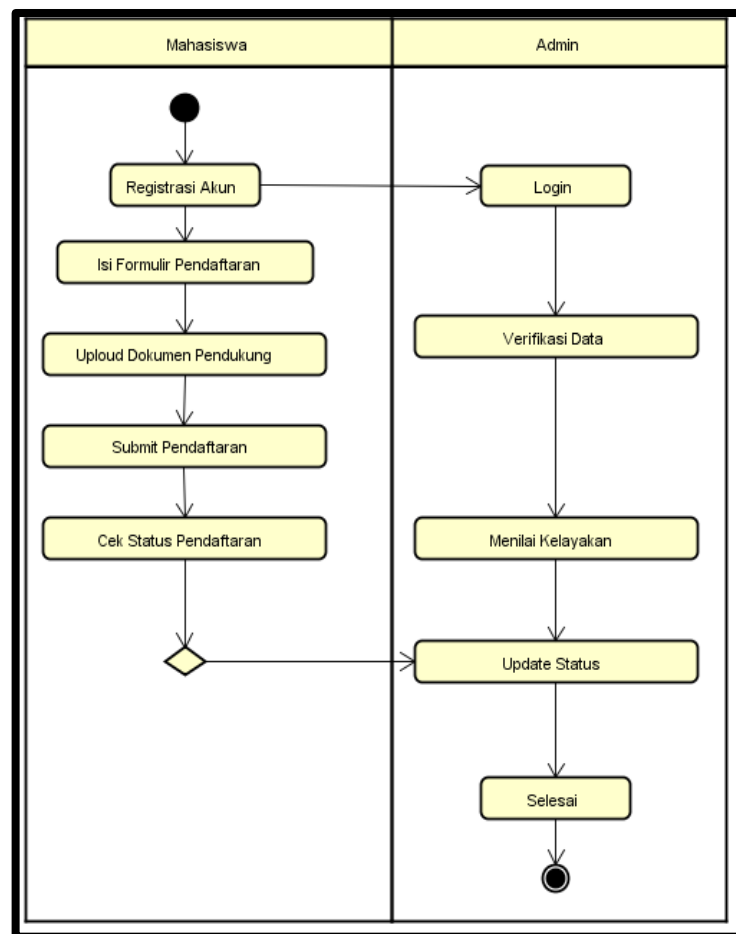 Mahasiswa
Admin
Registrasi Akun
Login
Isi Formulir Pendaftaran
Uploud Dokumen Pendukung
Verifikasi Data
Submit Pendaftaran
Cek Status Pendaftaran
Menilai Kelayakan
Update Status
Selesai